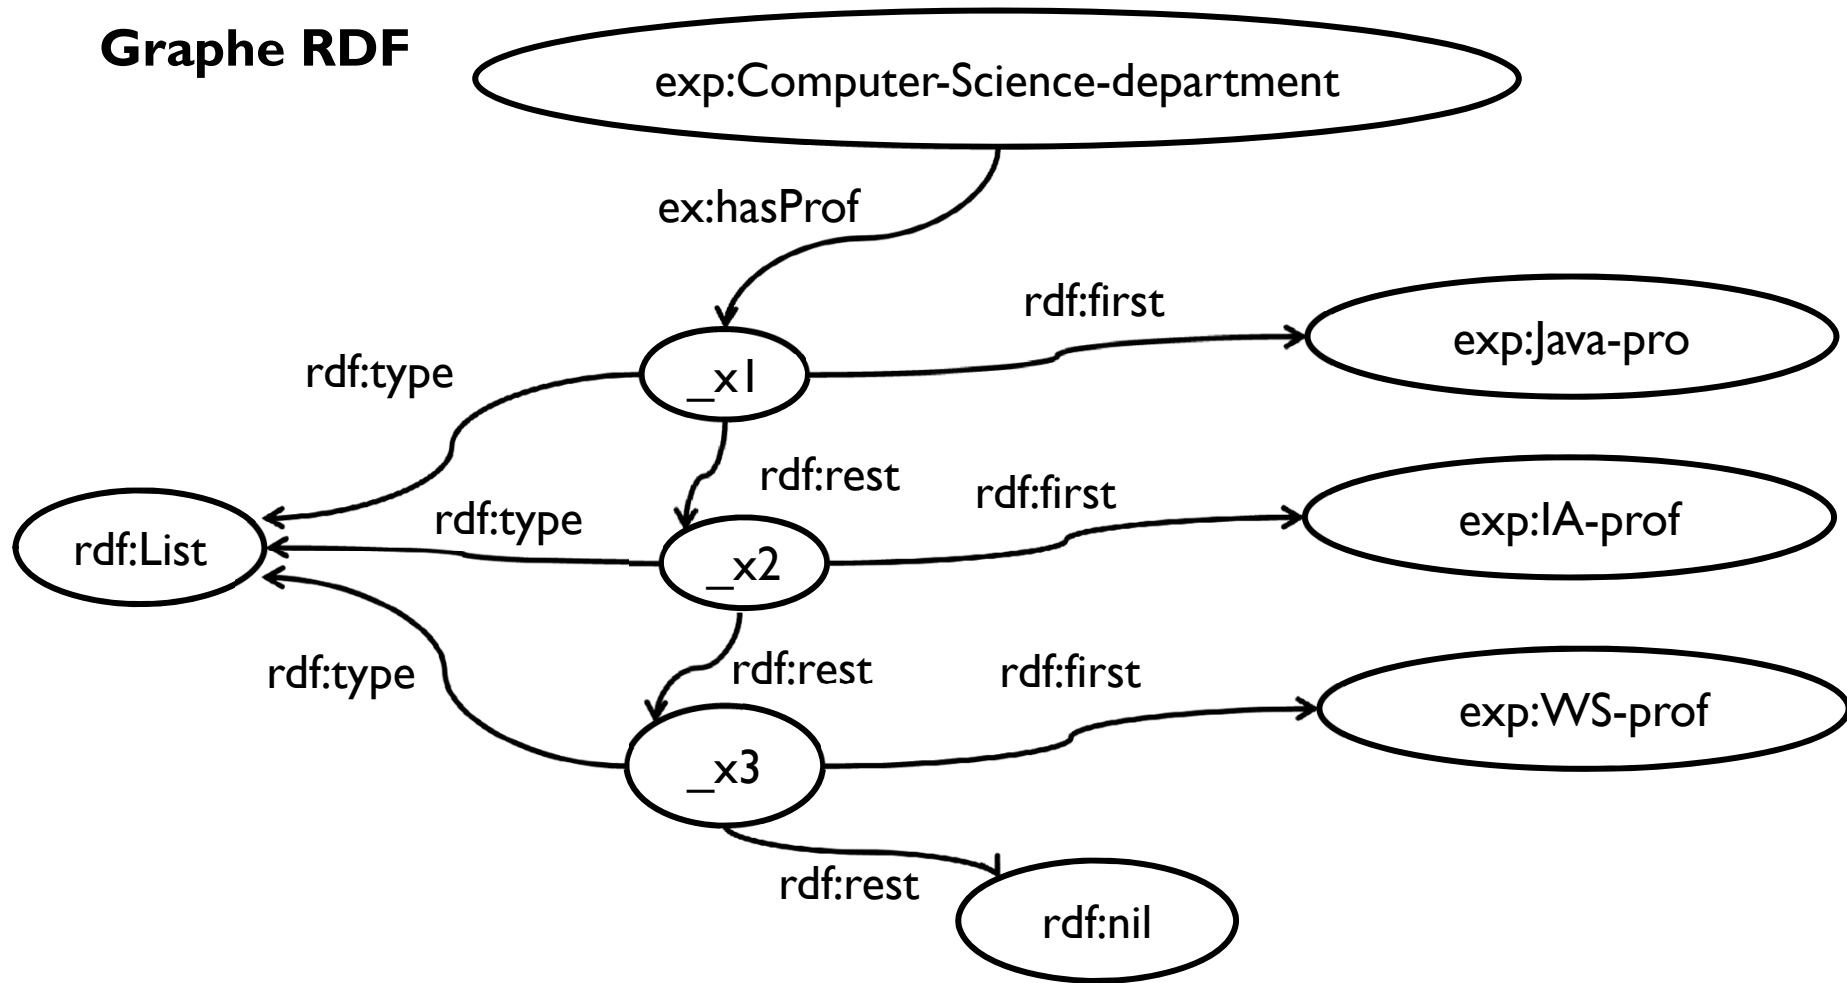 Graphe RDF
exp:Computer-Science-department
ex:hasProf
rdf:first
exp:Java-pro
rdf:type
_x1
rdf:rest
rdf:first
exp:IA-prof
rdf:type
rdf:List
_x2
rdf:type
rdf:rest
rdf:first
exp:WS-prof
_x3
rdf:rest
rdf:nil